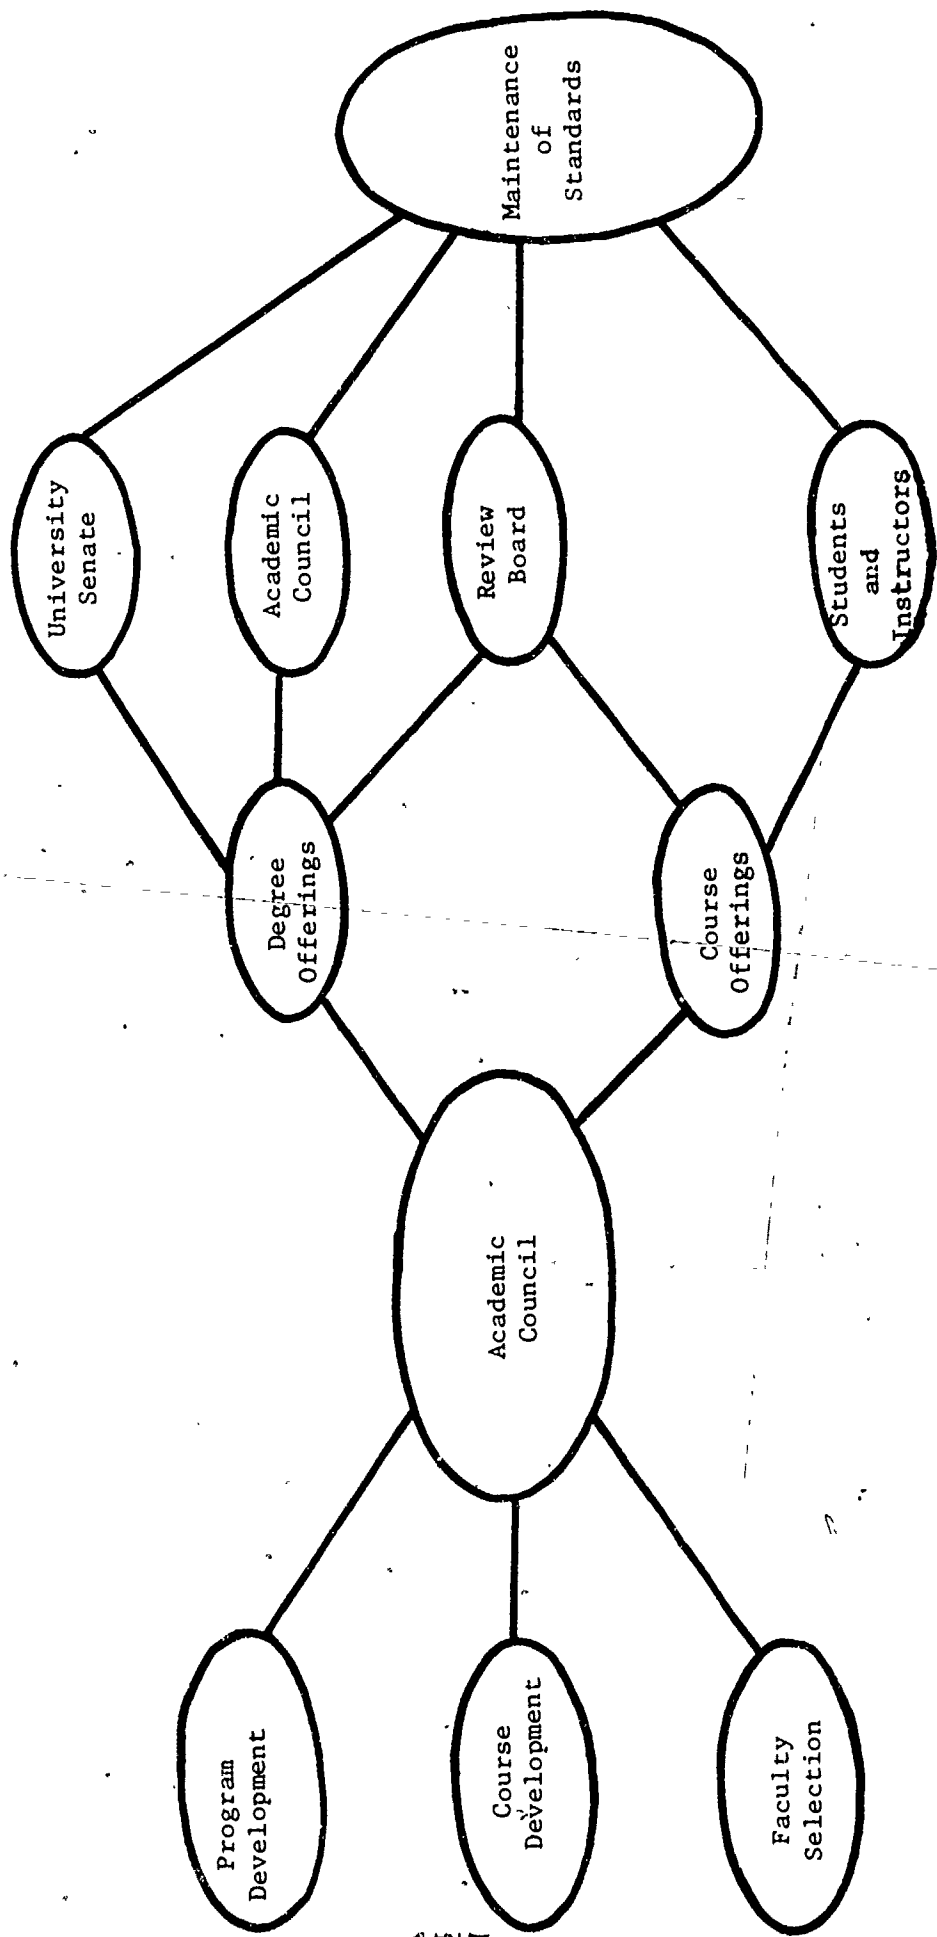 Program
Development
Course
Development
Faculty
Selection
Academic
Council
Degree
Offerings
Course
Offerings
University
Senate
Academic
Council
Review
Board
Students
and
Instructors
Maintenance
of
Standards